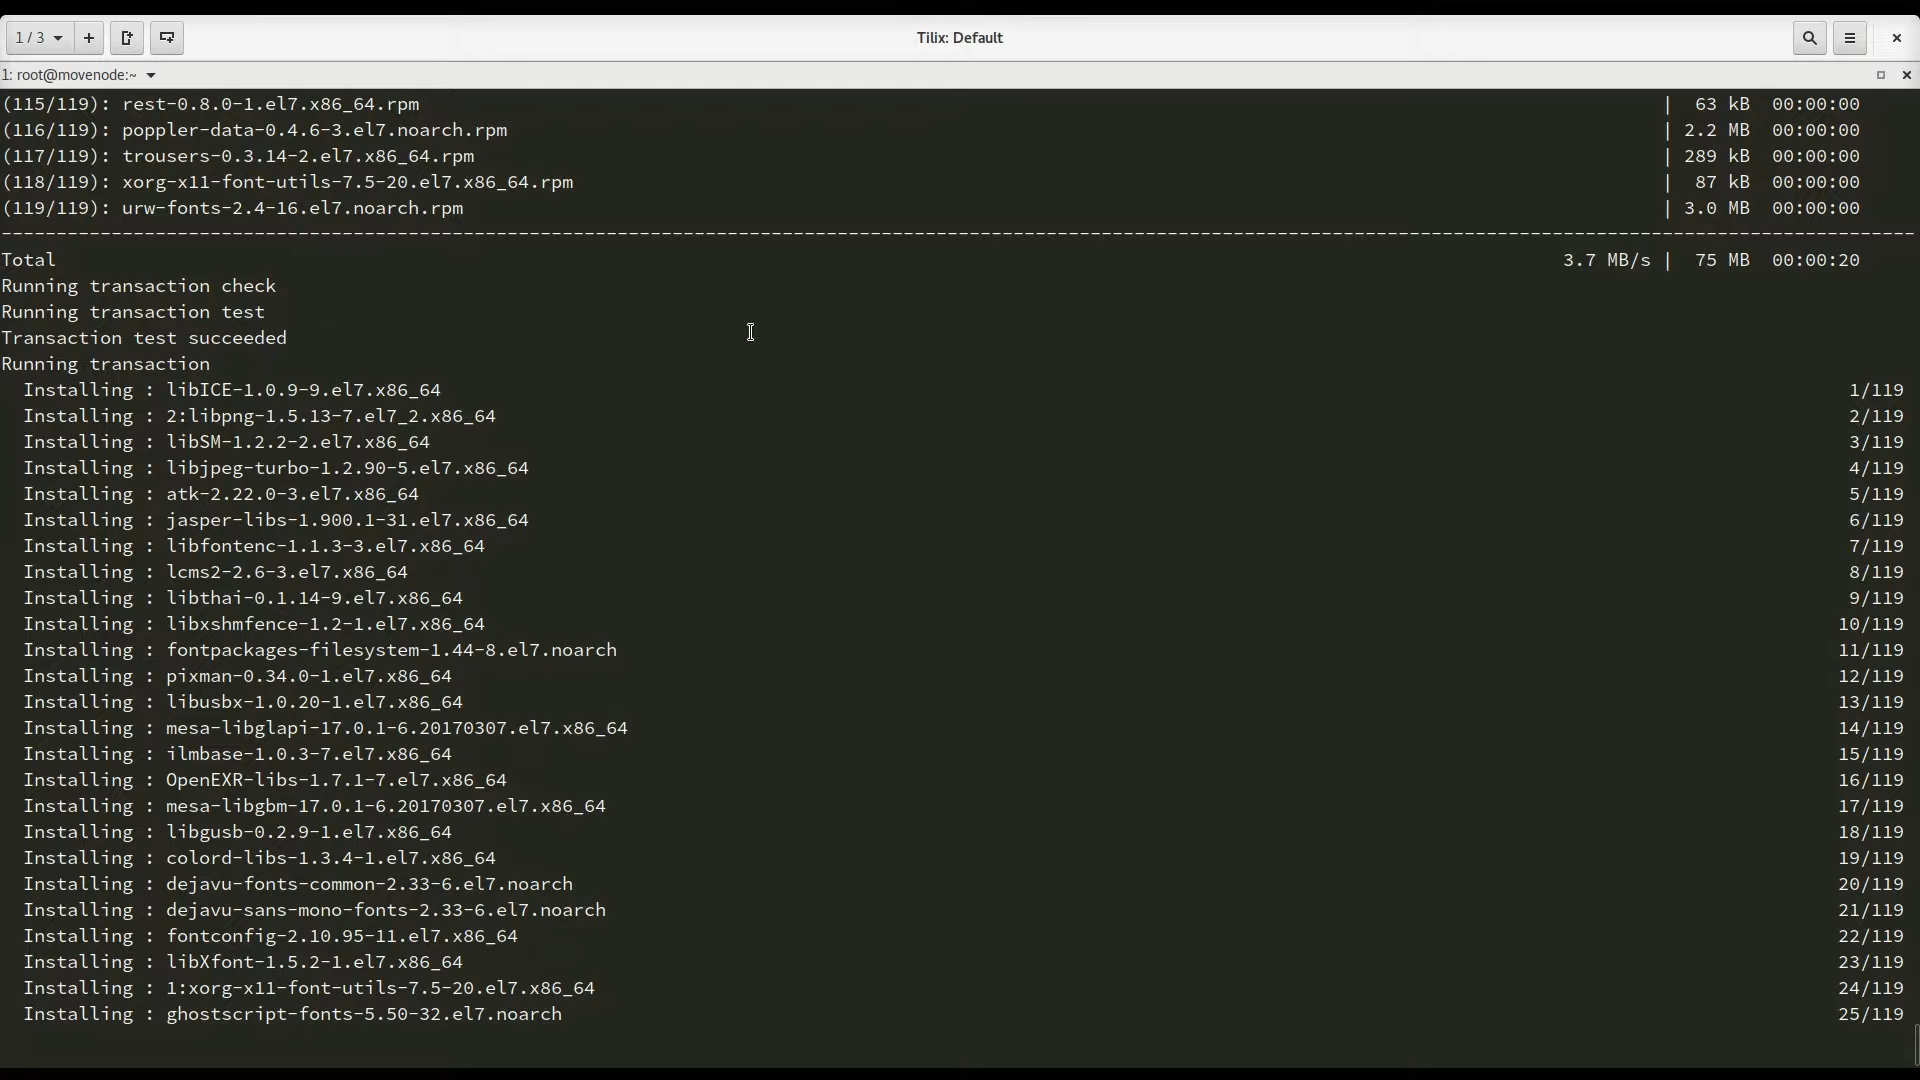 1 / 3
Tilix: Default
1: root@movenode:~
(115/119): rest-0.8.0-1.el7.x86_64.rpm | 63 kB 00:00:00
(116/119): poppler-data-0.4.6-3.el7.noarch.rpm | 2.2 MB 00:00:00
(117/119): trousers-0.3.14-2.el7.x86_64.rpm | 289 kB 00:00:00
(118/119): xorg-x11-font-utils-7.5-20.el7.x86_64.rpm | 87 kB 00:00:00
(119/119): urw-fonts-2.4-16.el7.noarch.rpm | 3.0 MB 00:00:00
--------------------------------------------------------------------------------------------------------------------------------------------------------------------------------
Total 3.7 MB/s | 75 MB 00:00:20
Running transaction check
Running transaction test
Transaction test succeeded
Running transaction
Installing : libICE-1.0.9-9.el7.x86_64 1/119
Installing : 2:libpng-1.5.13-7.el7_2.x86_64 2/119
Installing : libSM-1.2.2-2.el7.x86_64 3/119
Installing : libjpeg-turbo-1.2.90-5.el7.x86_64 4/119
Installing : atk-2.22.0-3.el7.x86_64 5/119
Installing : jasper-libs-1.900.1-31.el7.x86_64 6/119
Installing : libfontenc-1.1.3-3.el7.x86_64 7/119
Installing : lcms2-2.6-3.el7.x86_64 8/119
Installing : libthai-0.1.14-9.el7.x86_64 9/119
Installing : libxshmfence-1.2-1.el7.x86_64 10/119
Installing : fontpackages-filesystem-1.44-8.el7.noarch 11/119
Installing : pixman-0.34.0-1.el7.x86_64 12/119
Installing : libusbx-1.0.20-1.el7.x86_64 13/119
Installing : mesa-libglapi-17.0.1-6.20170307.el7.x86_64 14/119
Installing : ilmbase-1.0.3-7.el7.x86_64 15/119
Installing : OpenEXR-libs-1.7.1-7.el7.x86_64 16/119
Installing : mesa-libgbm-17.0.1-6.20170307.el7.x86_64 17/119
Installing : libgusb-0.2.9-1.el7.x86_64 18/119
Installing : colord-libs-1.3.4-1.el7.x86_64 19/119
Installing : dejavu-fonts-common-2.33-6.el7.noarch 20/119
Installing : dejavu-sans-mono-fonts-2.33-6.el7.noarch 21/119
Installing : fontconfig-2.10.95-11.el7.x86_64 22/119
Installing : libXfont-1.5.2-1.el7.x86_64 23/119
Installing : 1:xorg-x11-font-utils-7.5-20.el7.x86_64 24/119
Installing : ghostscript-fonts-5.50-32.el7.noarch 25/119